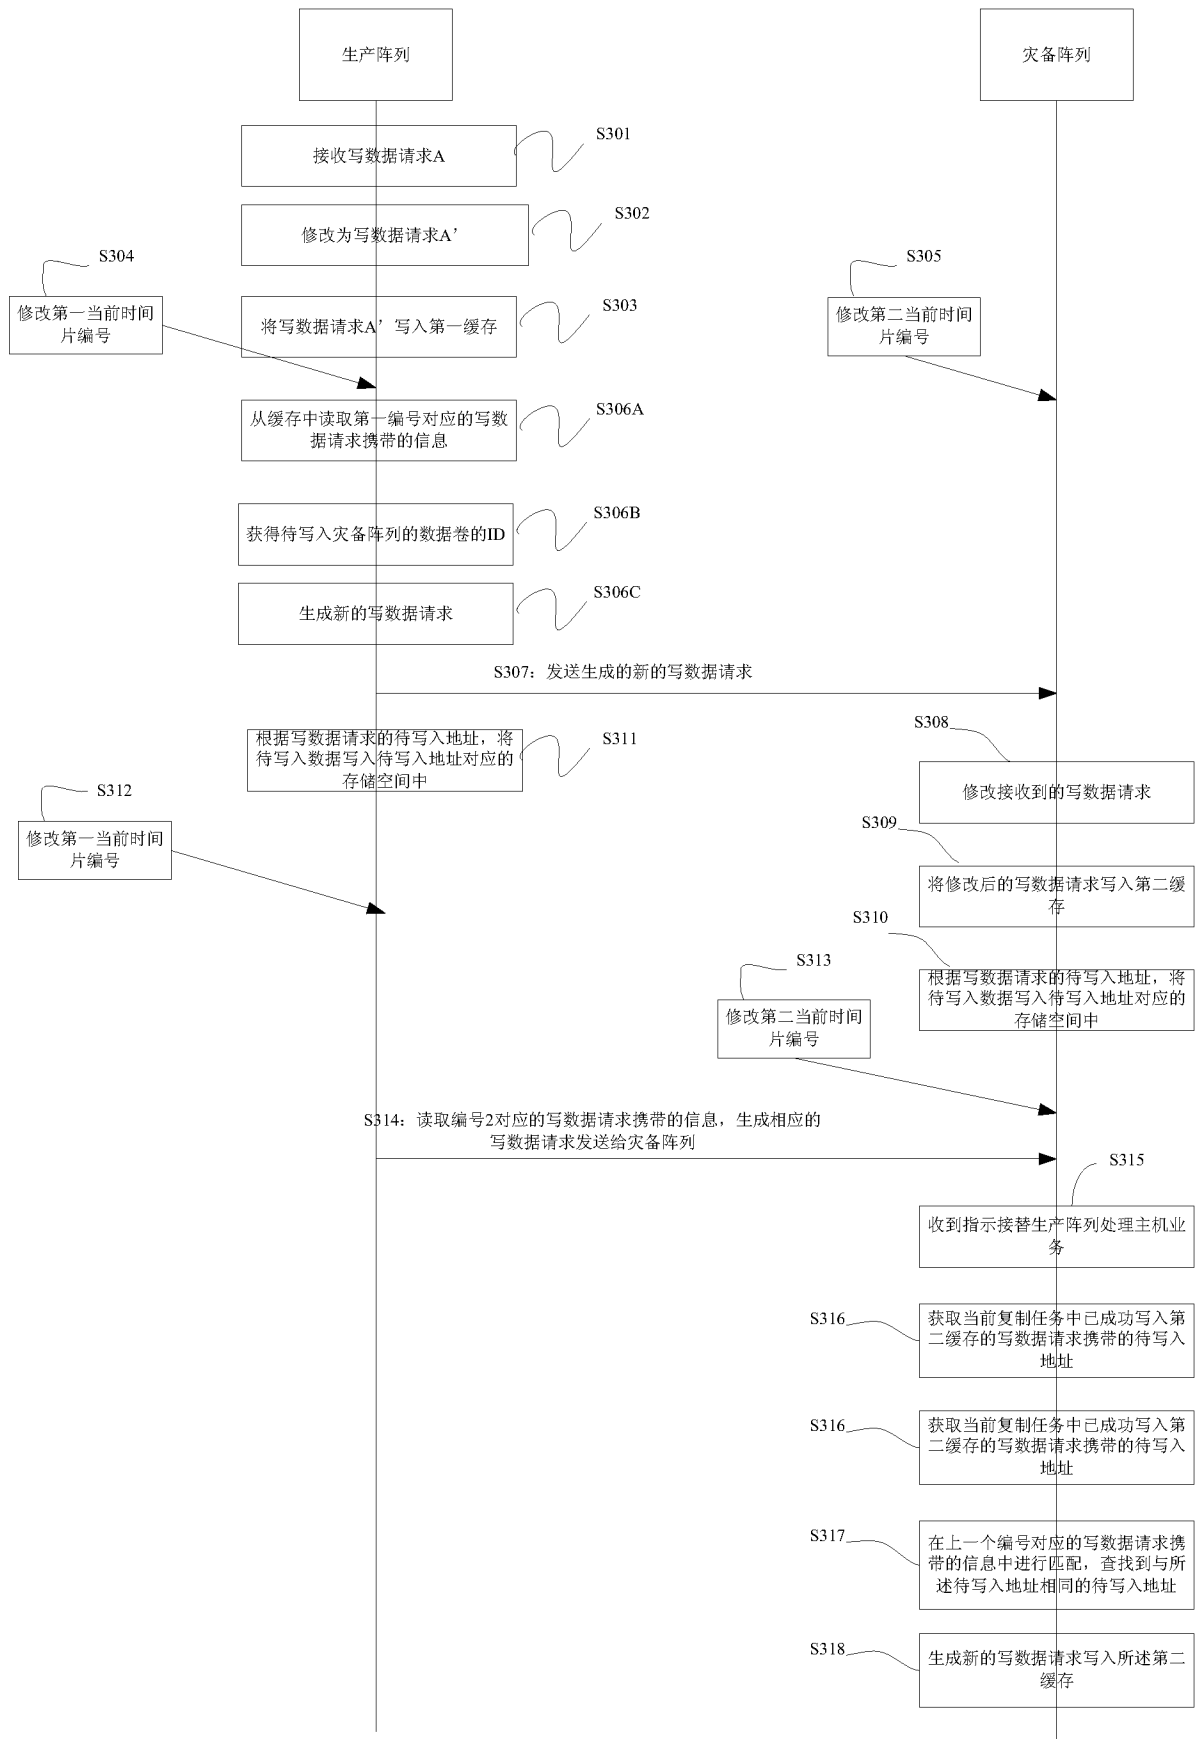 生产阵列
灾备阵列
S301
接收写数据请求A
S302
修改为写数据请求A’
S304
修改第一当前时间
片编号
S303
将写数据请求A’写入第一缓存
S305
修改第二当前时间
片编号
S306A
从缓存中读取第一编号对应的写数
据请求携带的信息
S306B
获得待写入灾备阵列的数据卷的ID
S306C
生成新的写数据请求
S307：发送生成的新的写数据请求
S311
根据写数据请求的待写入地址，将
待写入数据写入待写入地址对应的
存储空间中
S308
修改接收到的写数据请求
S312
修改第一当前时间
片编号
S309
将修改后的写数据请求写入第二缓
存
S310
根据写数据请求的待写入地址，将
待写入数据写入待写入地址对应的
存储空间中
S313
修改第二当前时间
片编号
S314：读取编号2对应的写数据请求携带的信息，生成相应的
写数据请求发送给灾备阵列
S315
收到指示接替生产阵列处理主机业
务
S316
获取当前复制任务中已成功写入第
二缓存的写数据请求携带的待写入
地址
S316
获取当前复制任务中已成功写入第
二缓存的写数据请求携带的待写入
地址
S317
在上一个编号对应的写数据请求携
带的信息中进行匹配，查找到与所
述待写入地址相同的待写入地址
S318
生成新的写数据请求写入所述第二
缓存